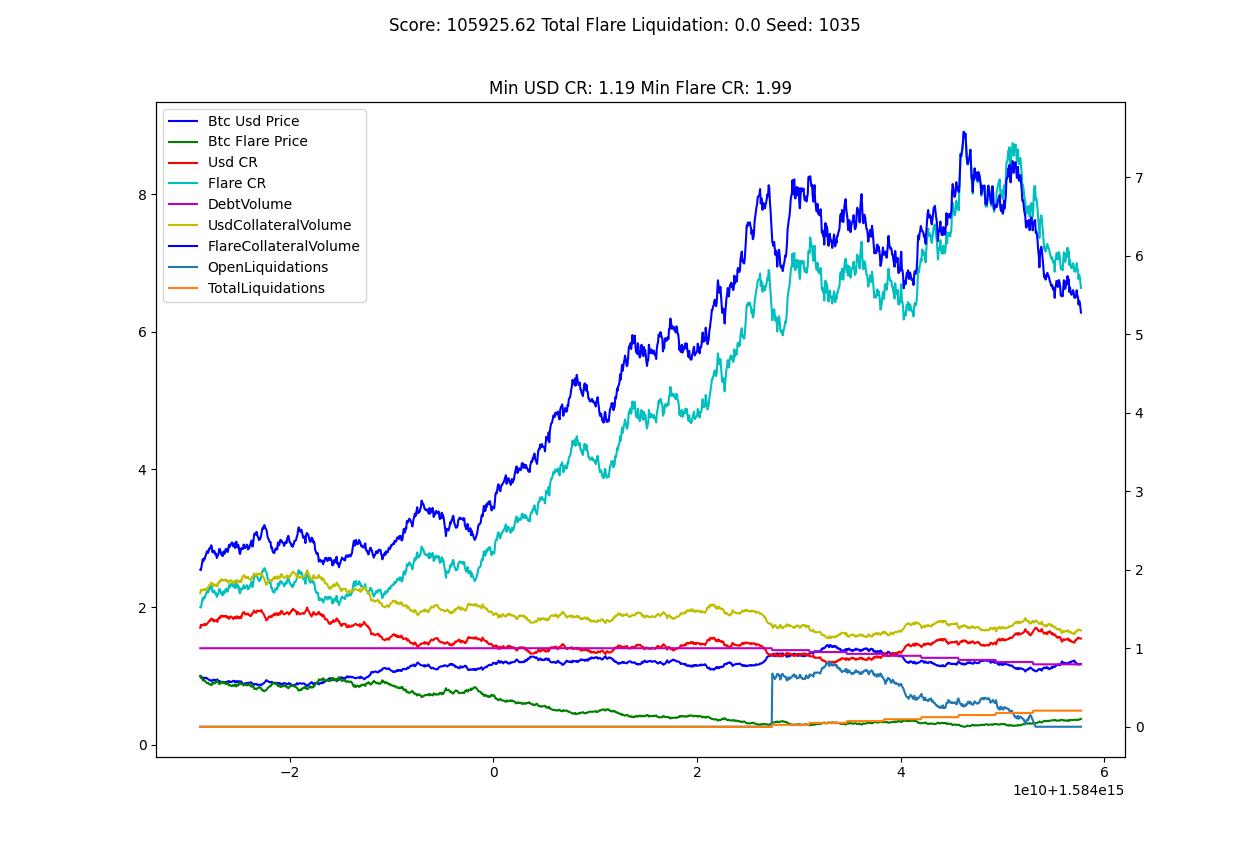 Score: 105925.62 Total Flare Liquidation: 0.0 Seed: 1035
Min USD CR: 1.19 Min Flare CR: 1.99
Btc Usd Price
Btc Flare Price
Usd CR
Flare CR
DebtVolume
UsdCollateralVolume
FlareCollateralVolume
OpenLiquidations
TotalLiquidations
8
6
4
2
0
7
6
5
4
3
2
1
0
−2 0 2 4 6
1e10+1.584e15